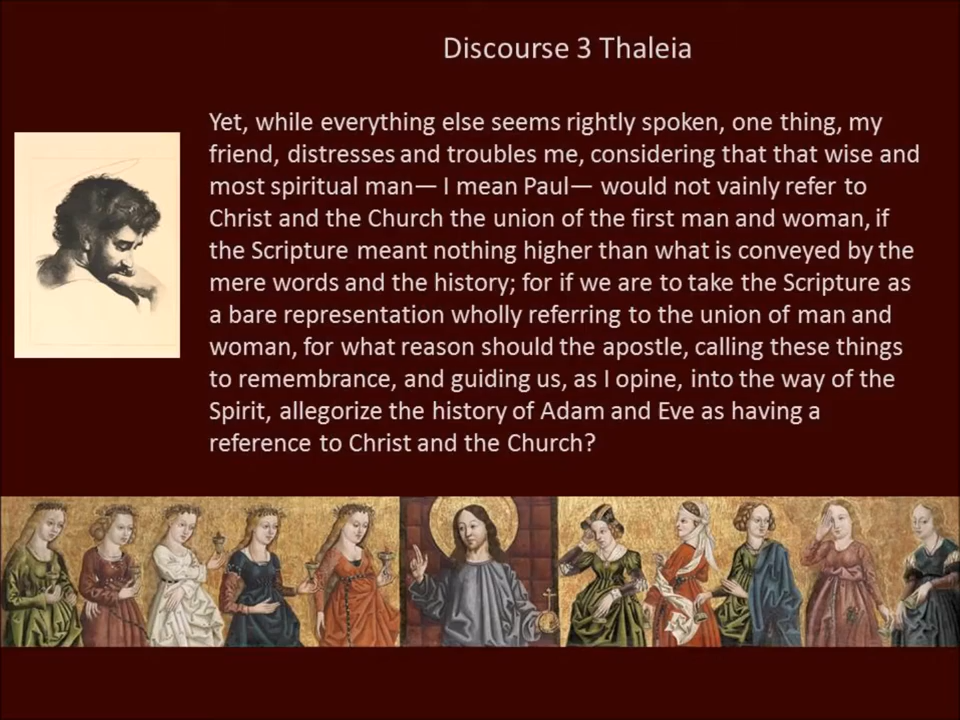 Discourse 3 Thaleia
Yet, while everything else seems rightly spoken, one thing, my
friend, distresses and troubles me, considering that that wise and
most spiritual man— I mean Paul— would not vainly refer to
Christ and the Church the union of the first man and woman, if
the Scripture meant nothing higher than what is conveyed by the
mere words and the history; for if we are to take the Scripture as
a bare representation wholly referring to the union of man and
woman, for what reason should the apostle, calling these things
to remembrance, and guiding us, as I opine, into the way of the
Spirit, allegorize the history of Adam and Eve as having a
reference to Christ and the Church?